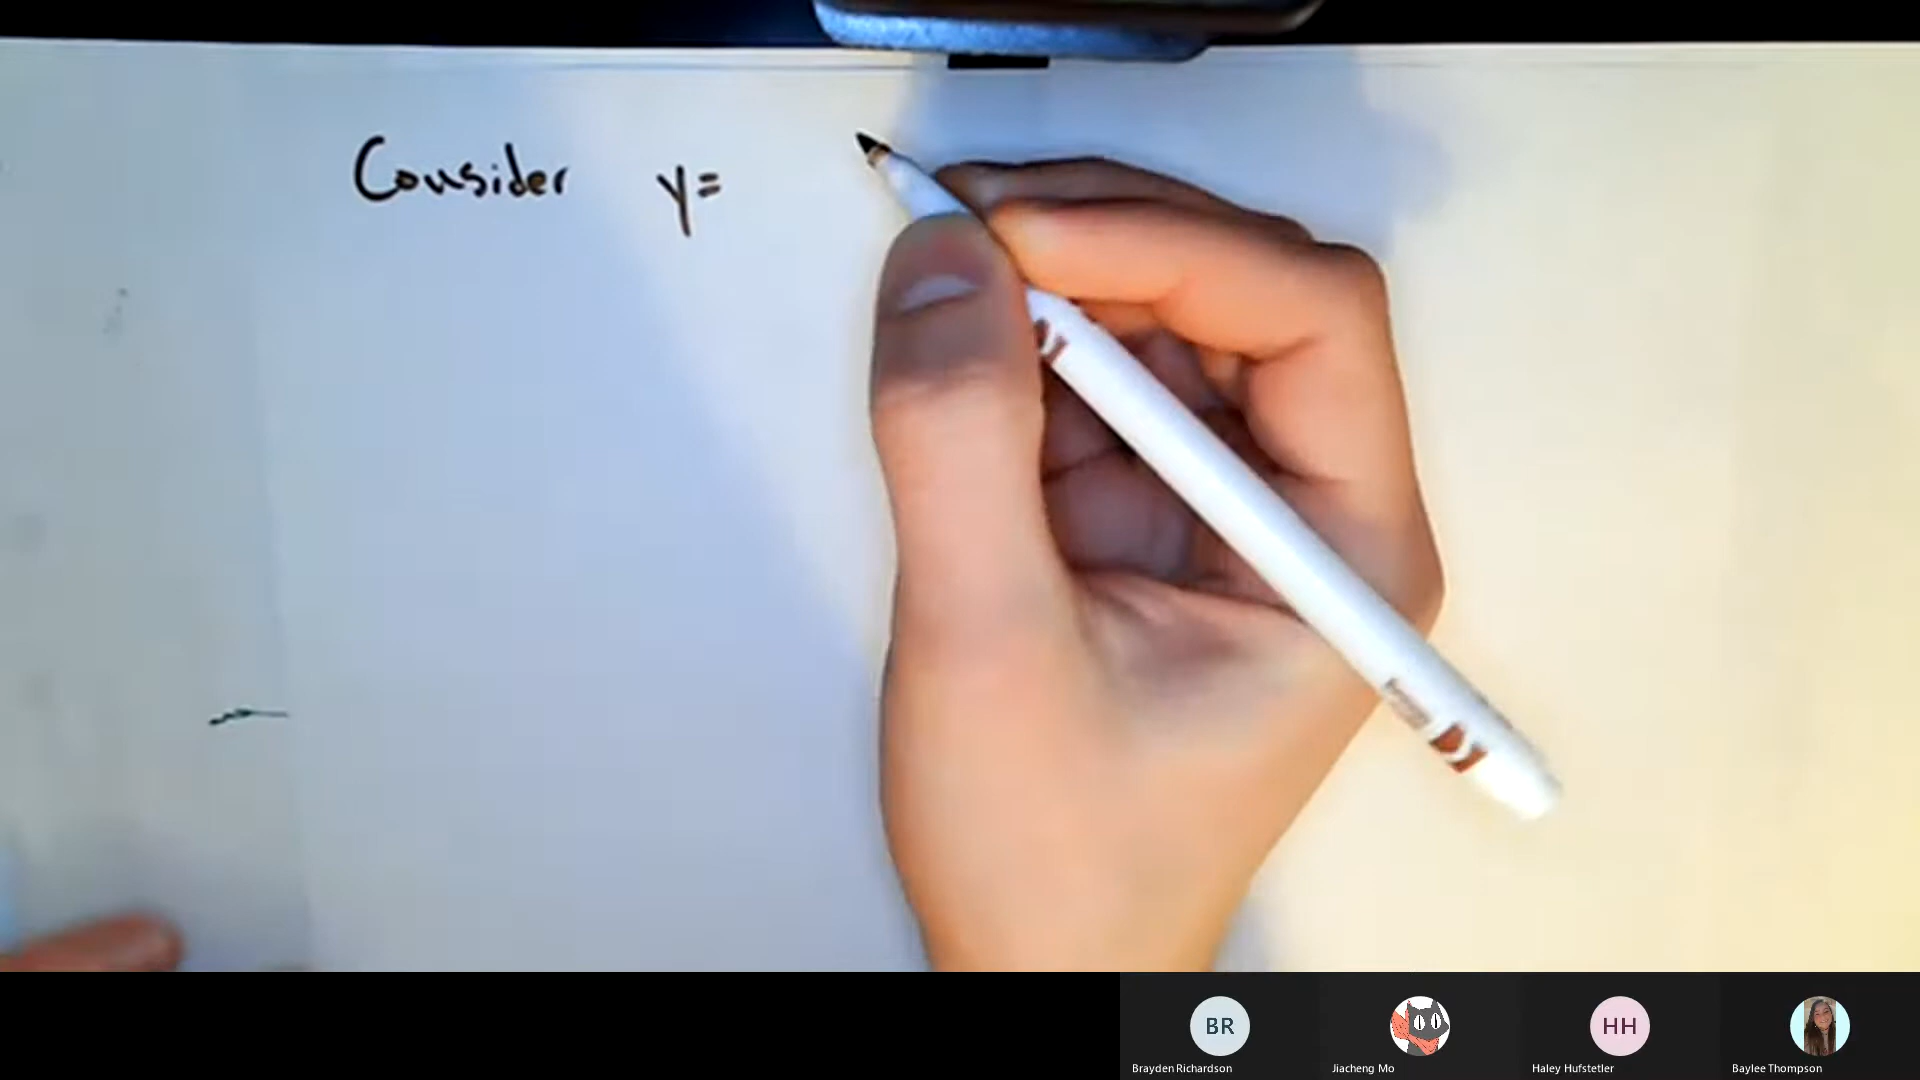 Consider y=
BR
HH
Brayden Richardson
Jiacheng Mo
Haley Hufstetler
Baylee Thompson